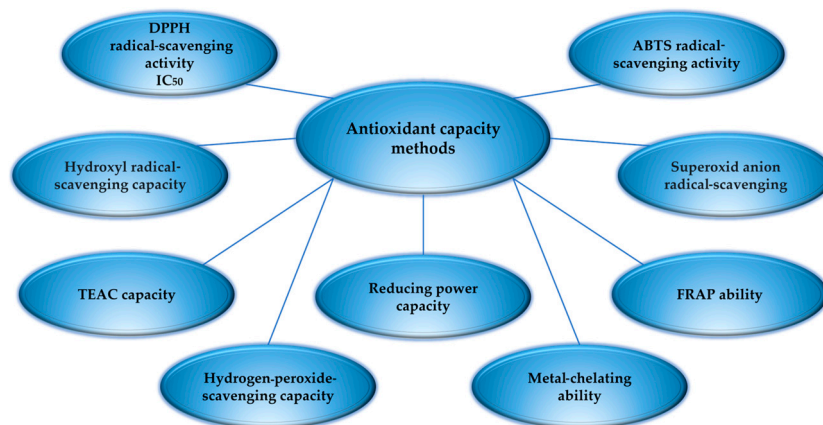 DPPH
radical-scavenging
activity
IC50
ABTS radical-
scavenging activity
Antioxidant capacity
methods
Hydroxyl radical-
scavenging capacity
Superoxid anion
radical-scavenging
TEAC capacity
Reducing power
capacity
FRAP ability
Hydrogen-peroxide-
scavenging capacity
Metal-chelating
ability